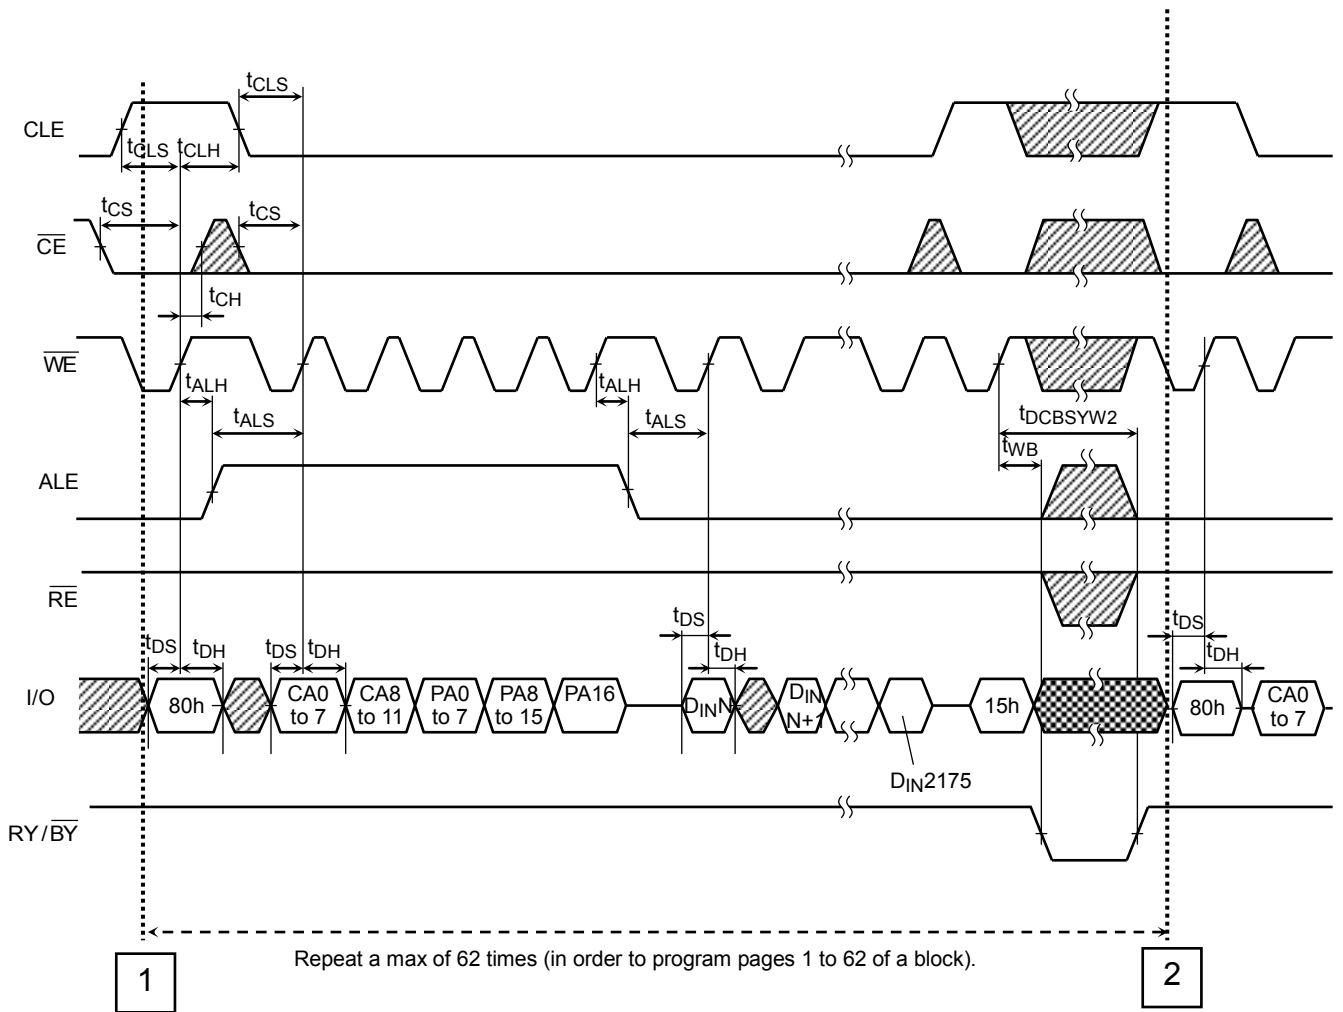 tCLS
CLE
tCLS tCLH
tCS tCS
CE
tCH
WE
tALH tALH
tALS tALS
tDCBSYW2
tWB
ALE
RE
tDS tDH tDS tDH tDS tDH tDS tDH
I/O 80h CA0 to 7 CA8 to 11 PA0 to 7 PA8 to 15 PA16 DINN DIN N+1 15h 80h CA0 to 7
DIN2175
RY/BY
Repeat a max of 62 times (in order to program pages 1 to 62 of a block).
1 2